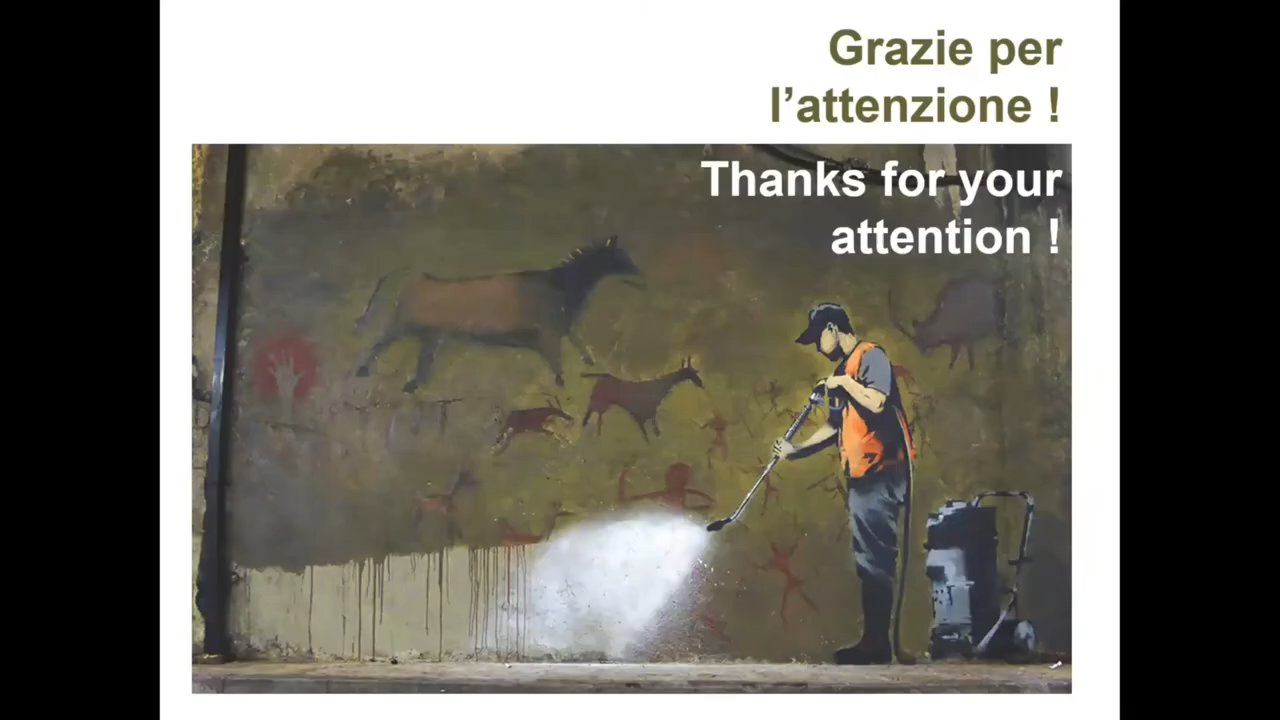 Grazie per
l’attenzione !
Thanks for your
attention !